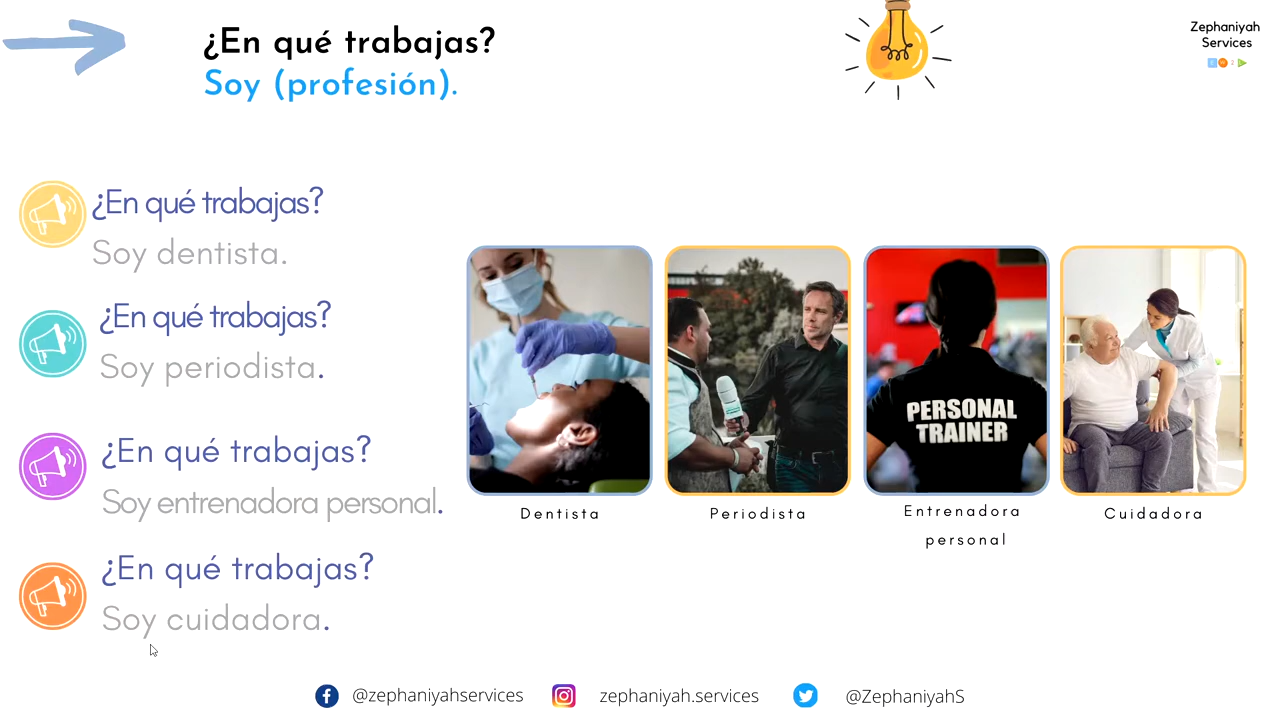 ¿En qué trabajas?
Soy (profesión).
Zephaniyah
Services
¿En qué trabajas?
Soy dentista.
¿En qué trabajas?
Soy periodista.
¿En qué trabajas?
Soy entrenadora personal.
¿En qué trabajas?
Soy cuidadora.
PERSONAL
TRAINER
Dentista
Periodista
Entrenadora
personal
Cuidadora
@zephaniyahservices
zephaniyah.services
@ZephaniyahS